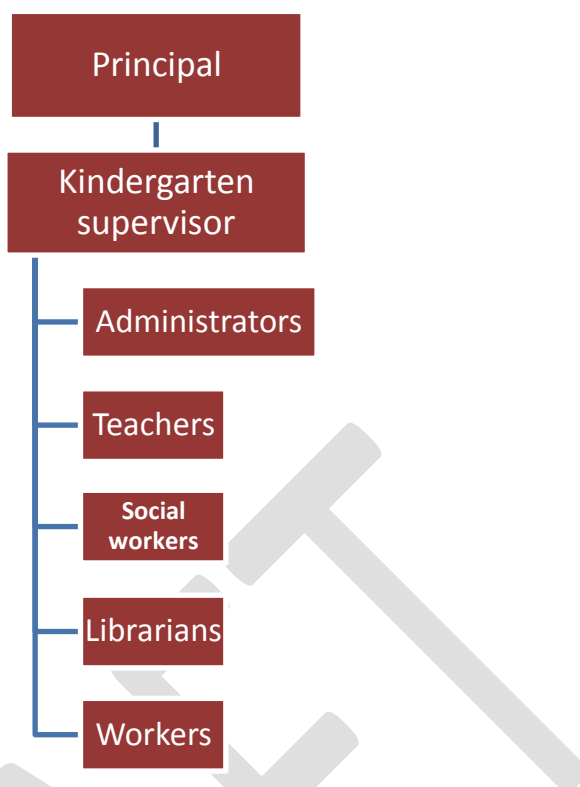 Principal
Kindergarten
supervisor
Administrators
Teachers
Social
workers
Librarians
Workers